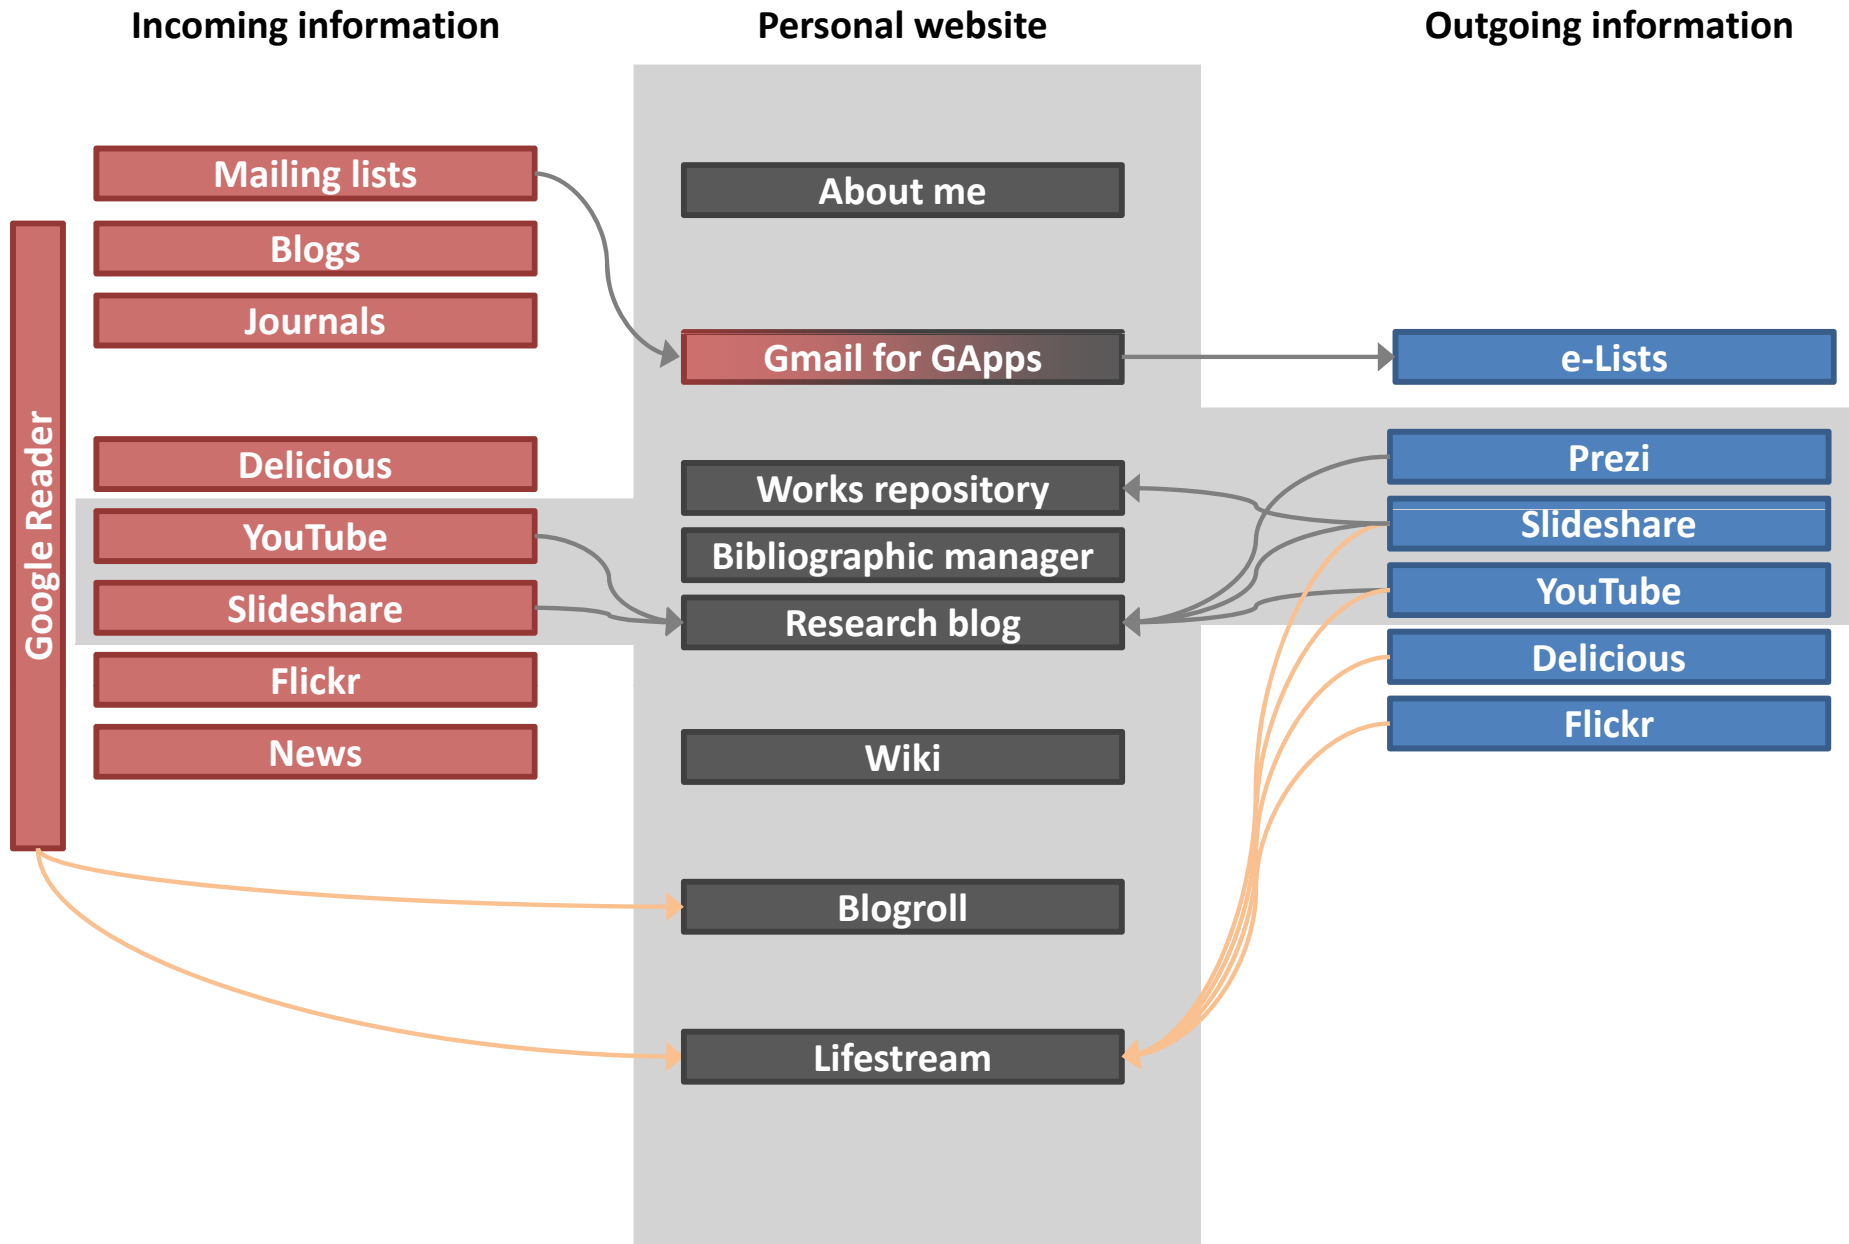 Incoming information
Personal website
Outgoing information
Google Reader
Mailing lists
Blogs
Journals
Delicious
YouTube
Slideshare
Flickr
News
About me
Gmail for GApps
Works repository
Bibliographic manager
Research blog
Wiki
Blogroll
Lifestream
e-Lists
Prezi
Slideshare
YouTube
Delicious
Flickr